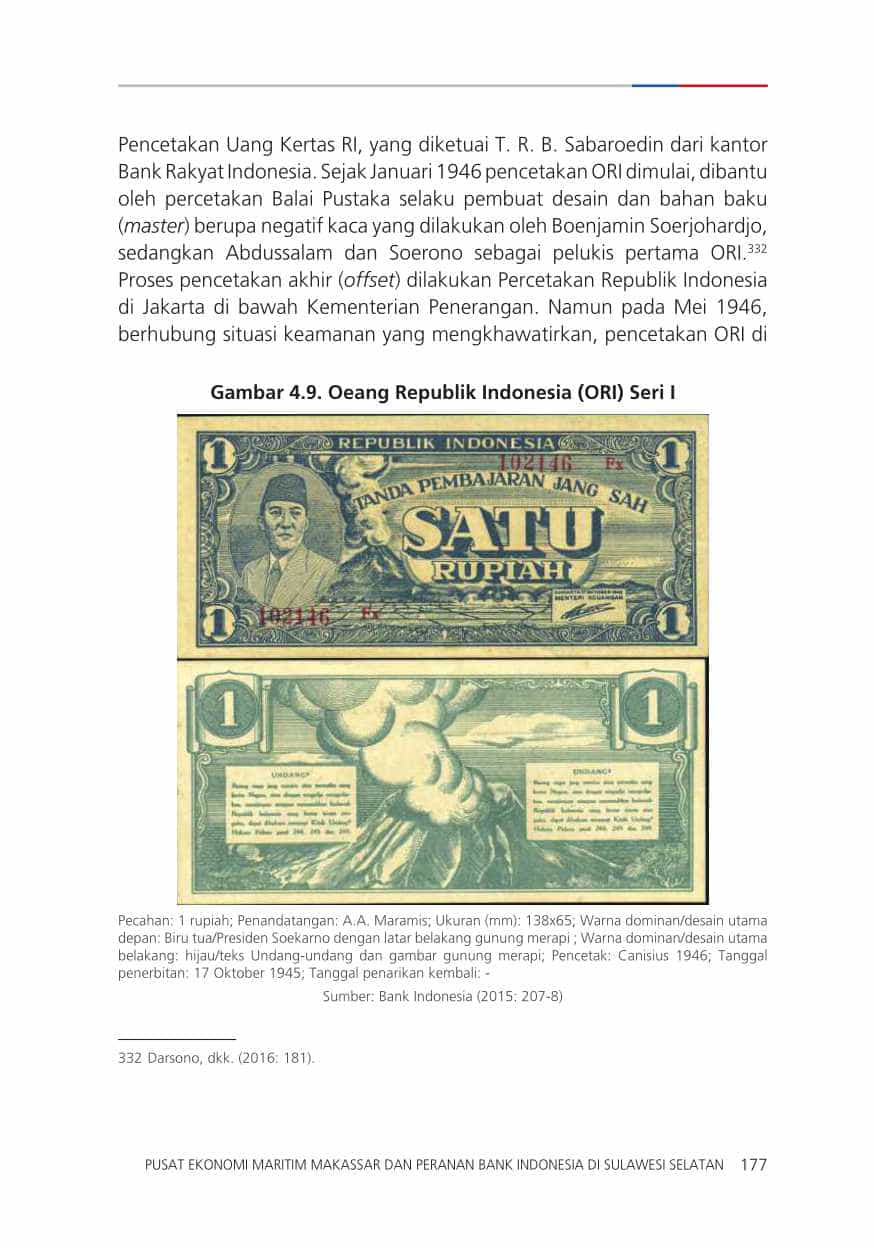 Pencetakan Uang Kertas RI, yang diketuai T. R. B. Sabaroedin dari kantor
Bank Rakyat Indonesia. Sejak Januari 1946 pencetakan ORI dimulai, dibantu
oleh percetakan Balai Pustaka selaku pembuat desain dan bahan baku
(master) berupa negatif kaca yang dilakukan oleh Boenjamin Soerjohardjo,
sedangkan Abdussalam dan Soerono sebagai pelukis pertama ORI.332
Proses pencetakan akhir (offset) dilakukan Percetakan Republik Indonesia
di Jakarta di bawah Kementerian Penerangan. Namun pada Mei 1946,
berhubung situasi keamanan yang mengkhawatirkan, pencetakan ORI di
Gambar 4.9. Oeang Republik Indonesia (ORI) Seri I
1 REPUBLIK INDONESIA 1
102146 Fx
TANDA PEMBAJARAN JANG SAH
SATU
RUPIAH
MENTERI KEUANGAN
102146 Fx
1 1
1 1
UNDANG² UNDANG²
Pecahan: 1 rupiah; Penandatangan: A.A. Maramis; Ukuran (mm): 138x65; Warna dominan/desain utama
depan: Biru tua/Presiden Soekarno dengan latar belakang gunung merapi ; Warna dominan/desain utama
belakang: hijau/teks Undang-undang dan gambar gunung merapi; Pencetak: Canisius 1946; Tanggal
penerbitan: 17 Oktober 1945; Tanggal penarikan kembali: -
Sumber: Bank Indonesia (2015: 207-8)
332 Darsono, dkk. (2016: 181).
PUSAT EKONOMI MARITIM MAKASSAR DAN PERANAN BANK INDONESIA DI SULAWESI SELATAN 177